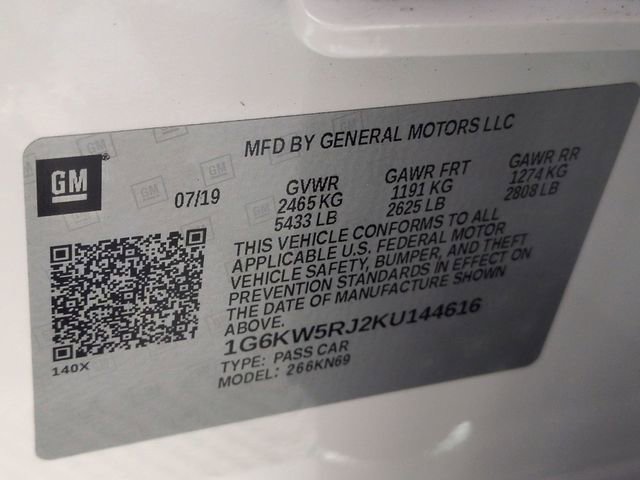 MFD BY GENERAL MOTORS LLC
GM
07/19
GVWR
2465 KG
5433 LB
GAWR FRT
1191 KG
2625 LB
GAWR RR
1274 KG
2808 LB
THIS VEHICLE CONFORMS TO ALL
APPLICABLE U.S. FEDERAL MOTOR
VEHICLE SAFETY, BUMPER, AND THEFT
PREVENTION STANDARDS IN EFFECT ON
THE DATE OF MANUFACTURE SHOWN
ABOVE.
1G6KW5RJ2KU144616
TYPE: PASS CAR
MODEL: 266KN69
140X